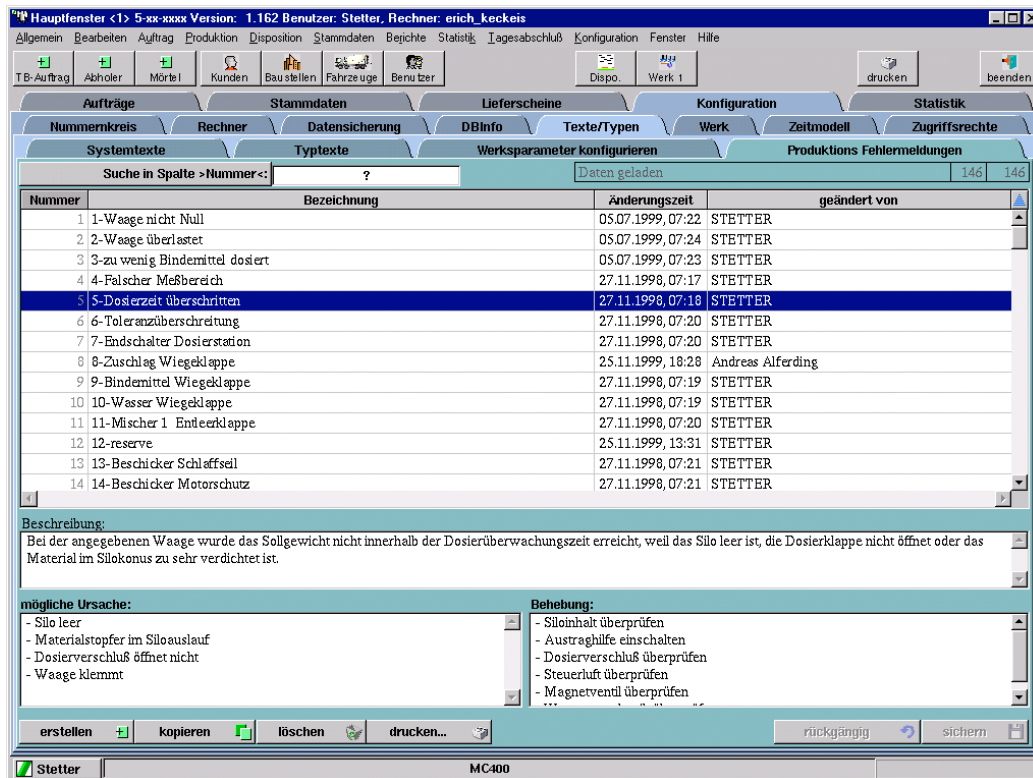 Hauptfenster <1> 5-xx-xxxx Version: 1.162 Benutzer: Stetter, Rechner: erich_keckeis
Allgemein Bearbeiten Auftrag Produktion Disposition Stammdaten Berichte Statistik Tagesabschluß Konfiguration Fenster Hilfe
TB-Auftrag Abholer Mörtel Kunden Baustellen Fahrzeuge Benutzer Dispo. Werk 1 drucken beenden
Aufträge Stammdaten Lieferscheine Konfiguration Statistik
Nummernkreis Rechner Datensicherung DBInfo Texte/Typen Werk Zeitmodell Zugriffsrechte
Systemtexte Typtexte Werksparameter konfigurieren Produktions Fehlermeldungen
Suche in Spalte >Nummer<: ? Daten geladen 146 146
Nummer Bezeichnung Änderungszeit geändert von
1 1-Waage nicht Null 05.07.1999, 07:22 STETTER
2 2-Waage überlastet 05.07.1999, 07:24 STETTER
3 3-zu wenig Bindemittel dosiert 05.07.1999, 07:23 STETTER
4 4-Falscher Meßbereich 27.11.1998, 07:17 STETTER
5 5-Dosierzeit überschritten 27.11.1998, 07:18 STETTER
6 6-Toleranzüberschreitung 27.11.1998, 07:20 STETTER
7 7-Endschalter Dosierstation 27.11.1998, 07:20 STETTER
8 8-Zuschlag Wiegeklappe 25.11.1999, 18:28 Andreas Alferding
9 9-Bindemittel Wiegeklappe 27.11.1998, 07:19 STETTER
10 10-Wasser Wiegeklappe 27.11.1998, 07:19 STETTER
11 11-Mischer 1 Entleerklappe 27.11.1998, 07:20 STETTER
12 12-reserve 25.11.1999, 13:31 STETTER
13 13-Beschicker Schlaffseil 27.11.1998, 07:21 STETTER
14 14-Beschicker Motorschutz 27.11.1998, 07:21 STETTER
Beschreibung:
Bei der angegebenen Waage wurde das Sollgewicht nicht innerhalb der Dosierüberwachungszeit erreicht, weil das Silo leer ist, die Dosierklappe nicht öffnet oder das
Material im Silokonus zu sehr verdichtet ist.
mögliche Ursache:
- Silo leer
- Materialstopfer im Siloauslauf
- Dosierverschluß öffnet nicht
- Waage klemmt
Behebung:
- Siloinhalt überprüfen
- Austraghilfe einschalten
- Dosierverschluß überprüfen
- Steuerluft überprüfen
- Magnetventil überprüfen
erstellen kopieren löschen drucken... rückgängig sichern
Stetter MC400